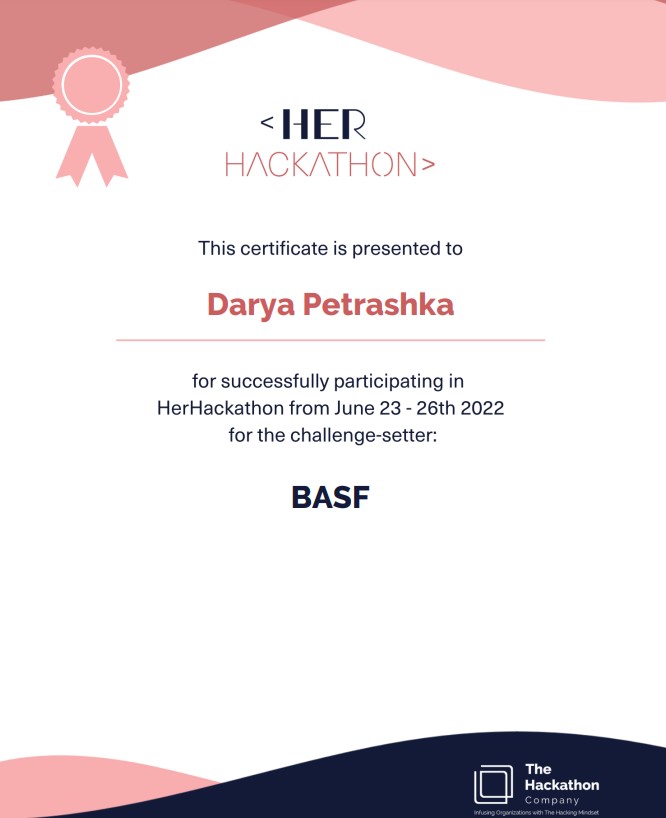 <HER
HACKATHON>
This certificate is presented to
Darya Petrashka
for successfully participating in
HerHackathon from June 23 - 26th 2022
for the challenge-setter:
BASF
The
Hackathon
Company
Infusing Organizations with The Hacking Mindset